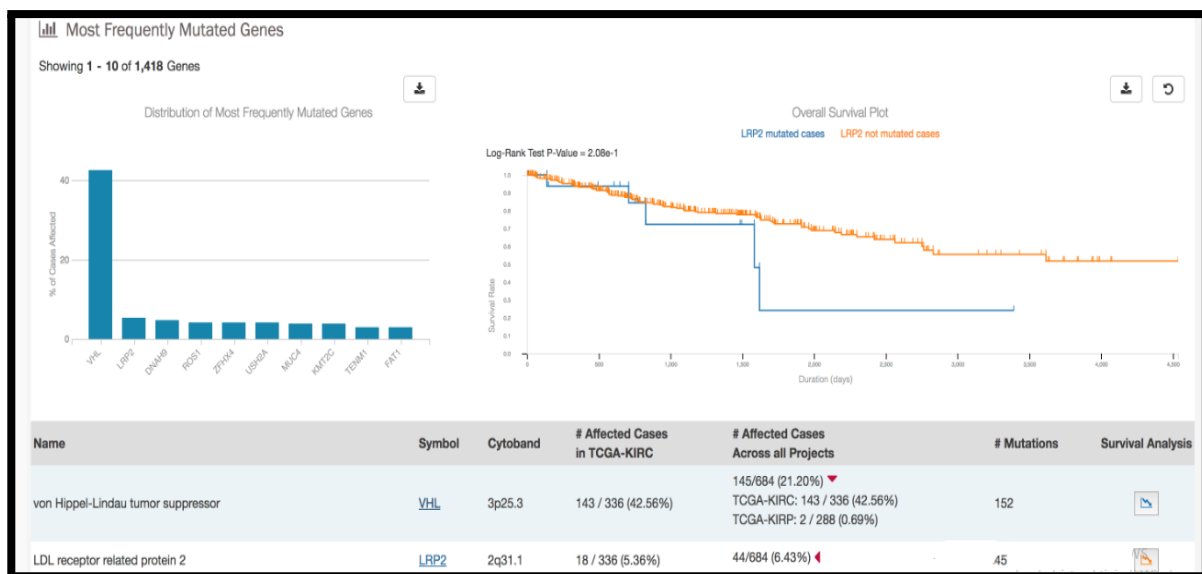 Most Frequently Mutated Genes
Showing 1 - 10 of 1,418 Genes
Distribution of Most Frequently Mutated Genes
% of Cases Affected
40
20
0
VHL
LRP2
DNAH9
ROS1
ZFHX4
USH2A
MUC4
KMT2C
TENM1
FAT1
Overall Survival Plot
LRP2 mutated cases LRP2 not mutated cases
Log-Rank Test P-Value = 2.08e-1
Survival Rate
1.0
0.9
0.8
0.7
0.6
0.5
0.4
0.3
0.2
0.1
0.0
0 500 1,000 1,500 2,000 2,500 3,000 3,500 4,000 4,500
Duration (days)
Name Symbol Cytoband # Affected Cases in TCGA-KIRC # Affected Cases Across all Projects # Mutations Survival Analysis
von Hippel-Lindau tumor suppressor VHL 3p25.3 143 / 336 (42.56%) 145/684 (21.20%) 152
TCGA-KIRC: 143 / 336 (42.56%)
TCGA-KIRP: 2 / 288 (0.69%)
LDL receptor related protein 2 LRP2 2q31.1 18 / 336 (5.36%) 44/684 (6.43%) 45